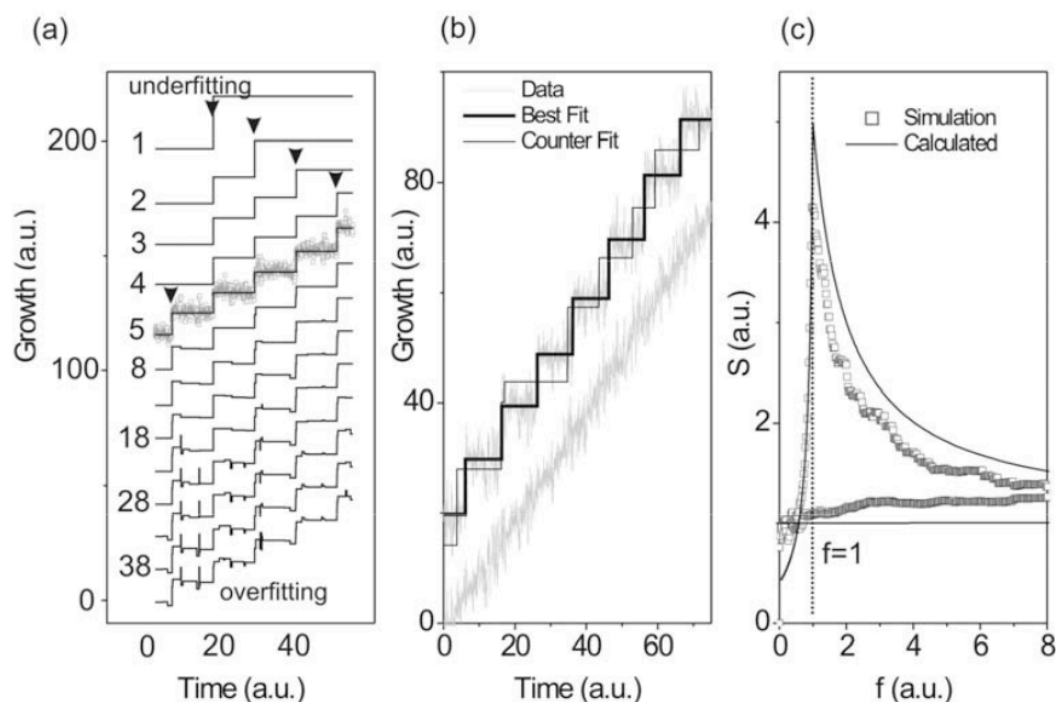 (a)
underfitting
200
100
0
1
2
3
4
5
8
18
28
38
overfitting
0 20 40
Growth (a.u.)
Time (a.u.)
(b)
Data
Best Fit
Counter Fit
80
40
0
0 20 40 60
Growth (a.u.)
Time (a.u.)
(c)
Simulation
Calculated
4
2
0
f=1
0 2 4 6 8
S (a.u.)
f (a.u.)